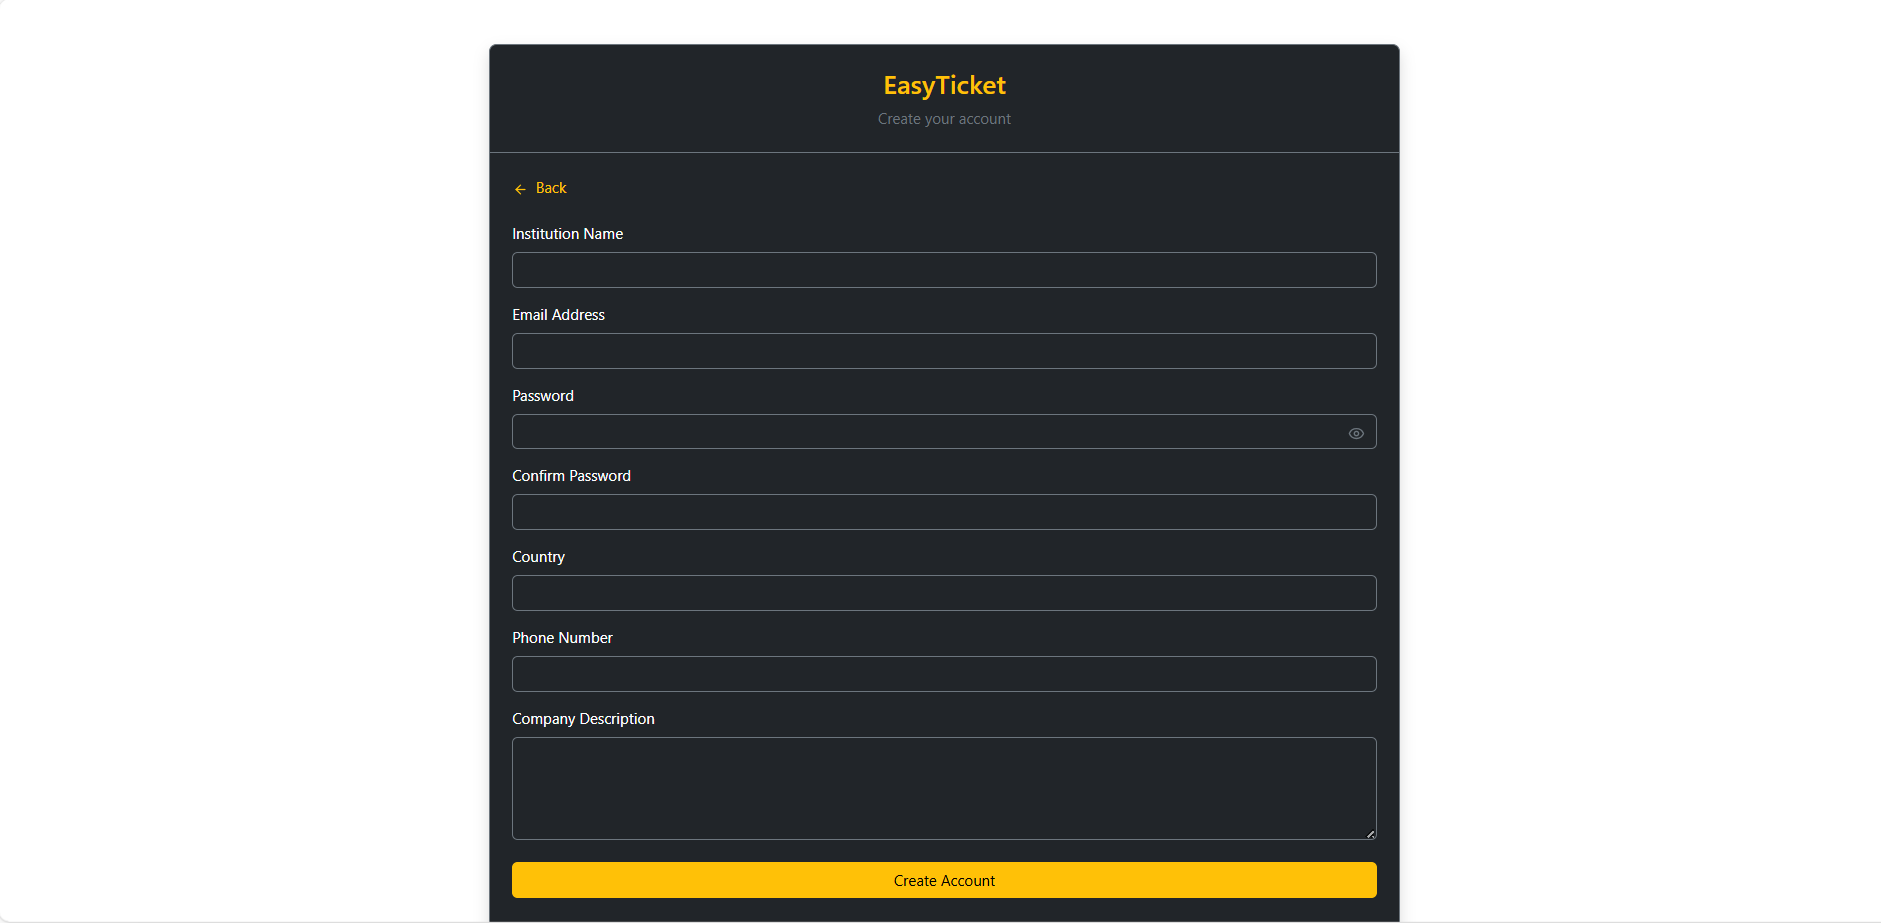 EasyTicket
Create your account
Back
Institution Name
Email Address
Password
Confirm Password
Country
Phone Number
Company Description
Create Account